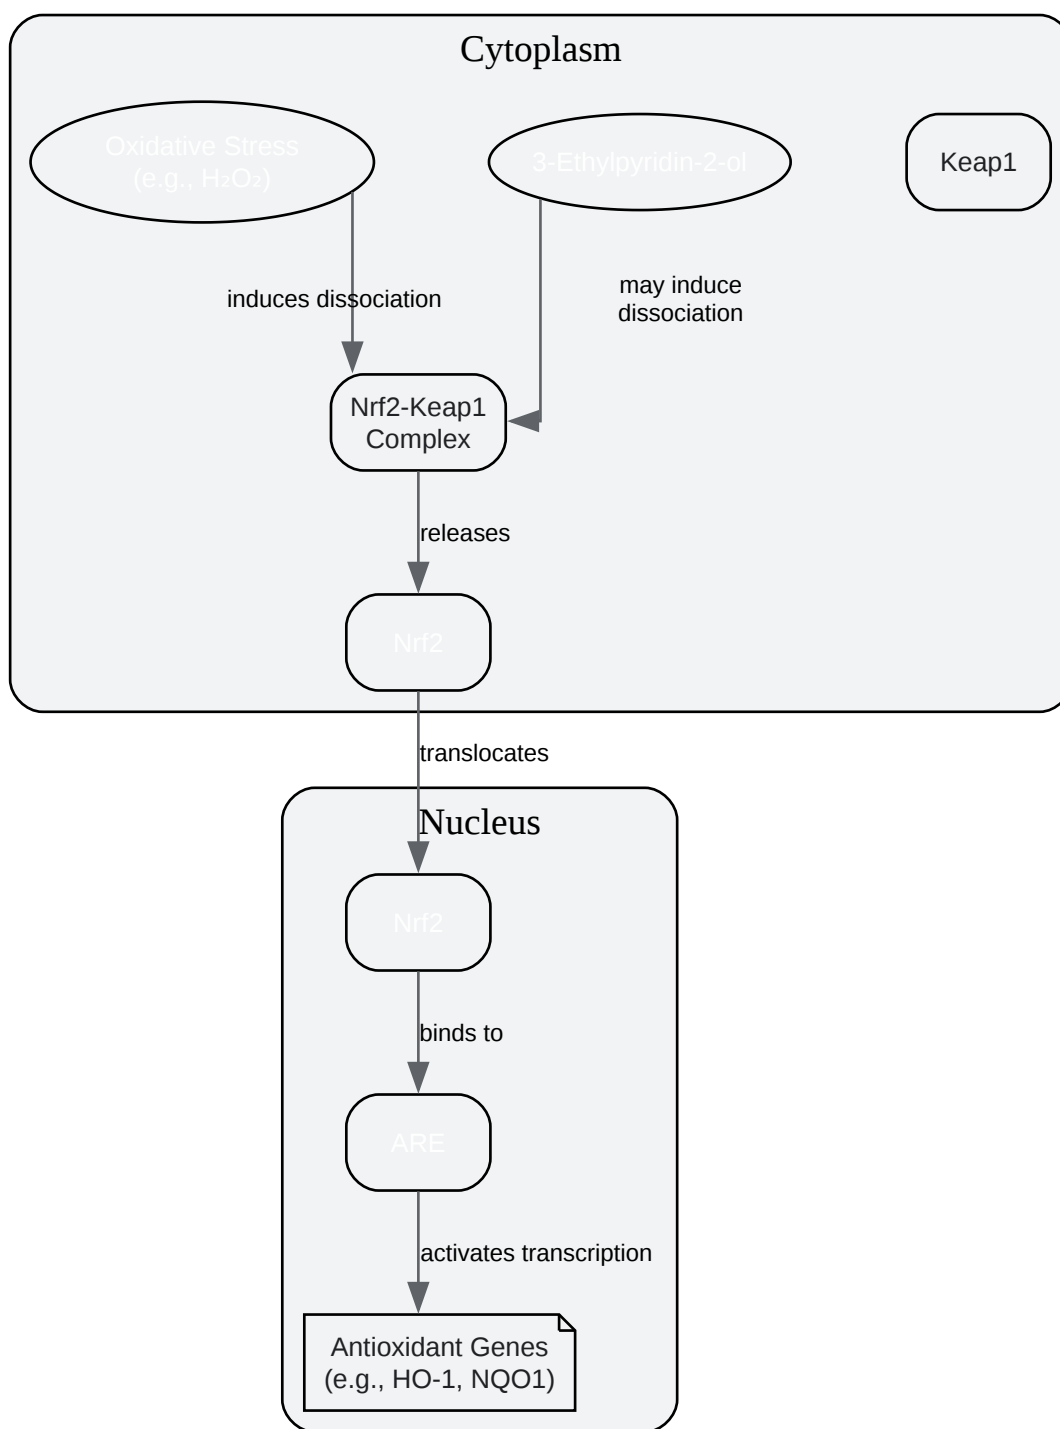 Cytoplasm
Oxidative Stress
(e.g., H₂O₂)
3-Ethylpyridin-2-ol
Keap1
induces dissociation
may induce
dissociation
Nrf2-Keap1
Complex
releases
Nrf2
translocates
Nucleus
Nrf2
binds to
ARE
activates transcription
Antioxidant Genes
(e.g., HO-1, NQO1)